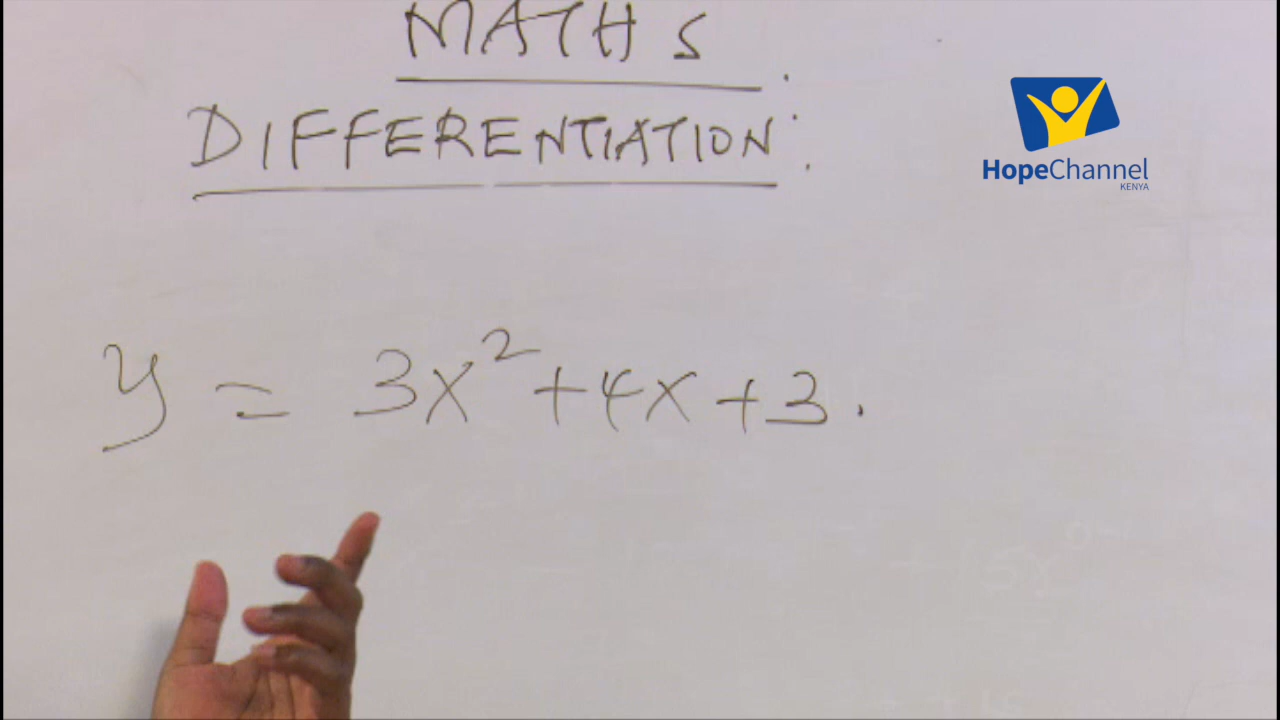 MATHS.
DIFFERENTIATION:
HopeChannel
KENYA
y = 3x² + 4x + 3.